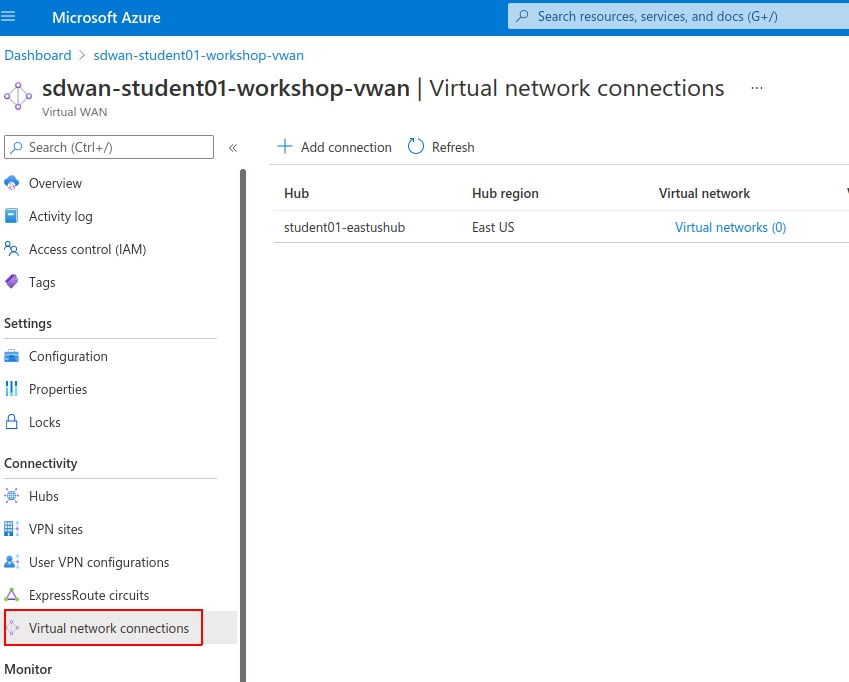 Microsoft Azure
Search resources, services, and docs (G+/)
Dashboard > sdwan-student01-workshop-vwan
sdwan-student01-workshop-vwan | Virtual network connections ...
Virtual WAN
Search (Ctrl+/) «
Add connection Refresh
Overview
Activity log
Access control (IAM)
Tags
Settings
Configuration
Properties
Locks
Connectivity
Hubs
VPN sites
User VPN configurations
ExpressRoute circuits
Virtual network connections
Monitor
Hub Hub region Virtual network
student01-eastushub East US Virtual networks (0)